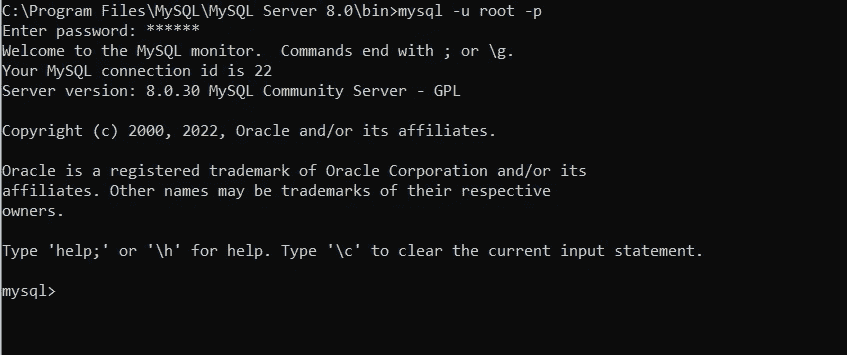 C:\Program Files\MySQL\MySQL Server 8.0\bin>mysql -u root -p
Enter password: ******
Welcome to the MySQL monitor.  Commands end with ; or \g.
Your MySQL connection id is 22
Server version: 8.0.30 MySQL Community Server - GPL
Copyright (c) 2000, 2022, Oracle and/or its affiliates.
Oracle is a registered trademark of Oracle Corporation and/or its
affiliates. Other names may be trademarks of their respective
owners.
Type 'help;' or '\h' for help. Type '\c' to clear the current input statement.
mysql>